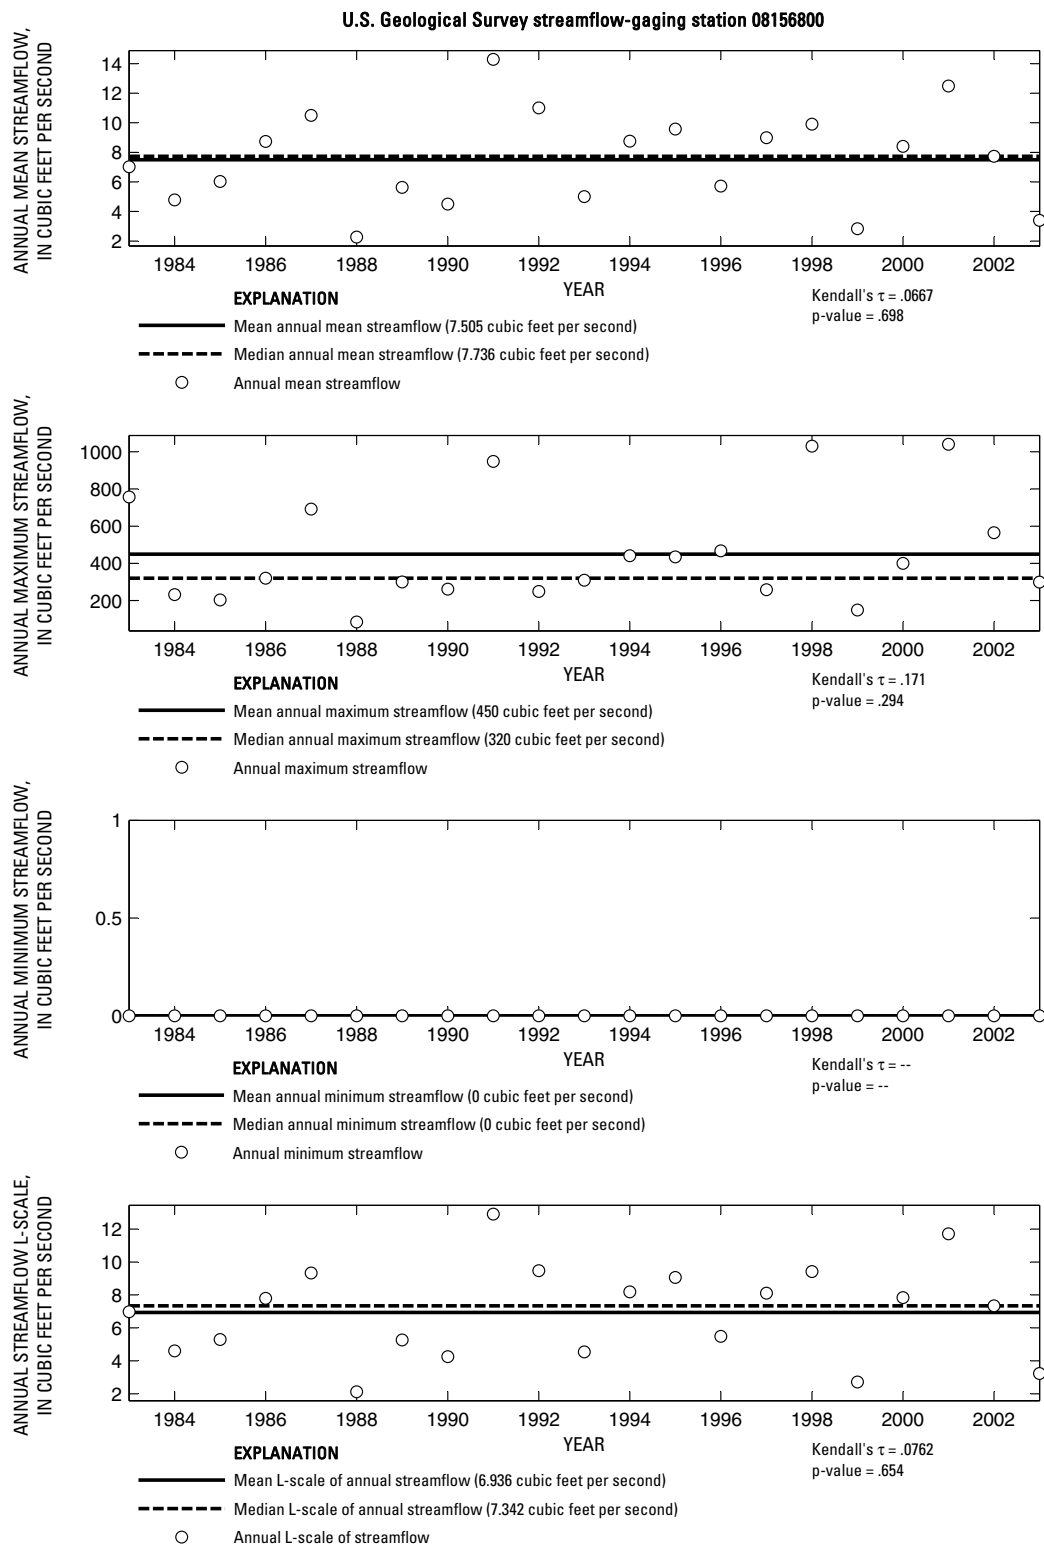 U.S. Geological Survey streamflow-gaging station 08156800
ANNUAL MEAN STREAMFLOW,
IN CUBIC FEET PER SECOND
14
12
10
8
6
4
2
1984 1986 1988 1990 1992 1994 1996 1998 2000 2002
YEAR
Kendall's τ = .0667
p-value = .698
EXPLANATION
Mean annual mean streamflow (7.505 cubic feet per second)
Median annual mean streamflow (7.736 cubic feet per second)
Annual mean streamflow
ANNUAL MAXIMUM STREAMFLOW,
IN CUBIC FEET PER SECOND
1000
800
600
400
200
1984 1986 1988 1990 1992 1994 1996 1998 2000 2002
YEAR
Kendall's τ = .171
p-value = .294
EXPLANATION
Mean annual maximum streamflow (450 cubic feet per second)
Median annual maximum streamflow (320 cubic feet per second)
Annual maximum streamflow
ANNUAL MINIMUM STREAMFLOW,
IN CUBIC FEET PER SECOND
1
0.5
0
1984 1986 1988 1990 1992 1994 1996 1998 2000 2002
YEAR
Kendall's τ = --
p-value = --
EXPLANATION
Mean annual minimum streamflow (0 cubic feet per second)
Median annual minimum streamflow (0 cubic feet per second)
Annual minimum streamflow
ANNUAL STREAMFLOW L-SCALE,
IN CUBIC FEET PER SECOND
12
10
8
6
4
2
1984 1986 1988 1990 1992 1994 1996 1998 2000 2002
YEAR
Kendall's τ = .0762
p-value = .654
EXPLANATION
Mean L-scale of annual streamflow (6.936 cubic feet per second)
Median L-scale of annual streamflow (7.342 cubic feet per second)
Annual L-scale of streamflow